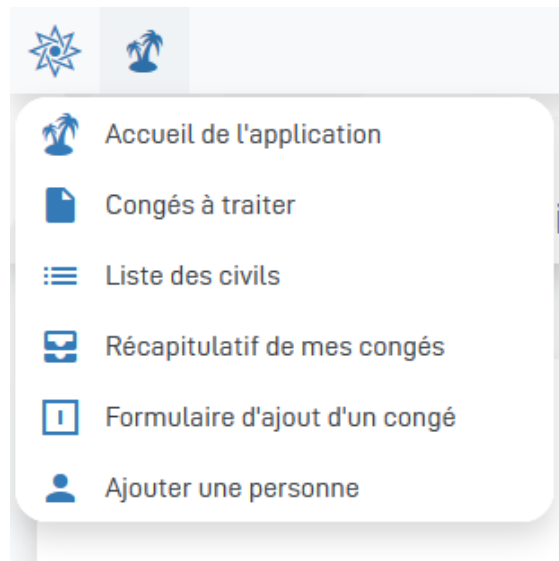 Accueil de l'application
Congés à traiter
Liste des civils
Récapitulatif de mes congés
Formulaire d'ajout d'un congé
Ajouter une personne